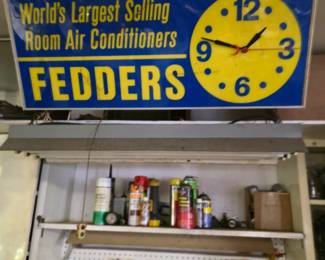 World's Largest Selling
Room Air Conditioners
FEDDERS
12
9
3
6